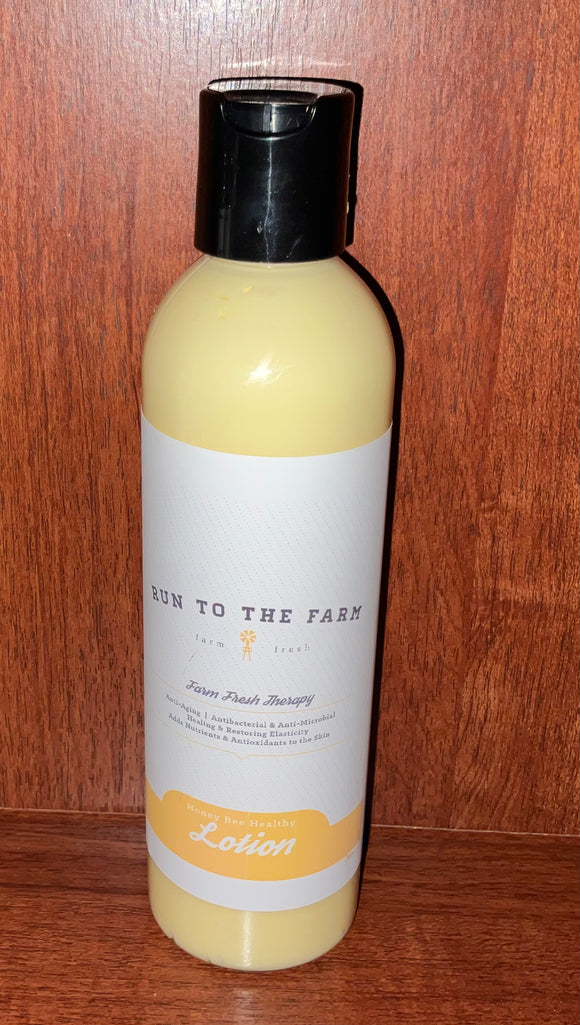 RUN TO THE FARM
farm fresh
Farm Fresh Therapy
Anti-Aging | Antibacterial & Anti-Microbial
Healing & Restoring Elasticity
Adds Nutrients & Antioxidants to the Skin
Honey Bee Healthy
Lotion